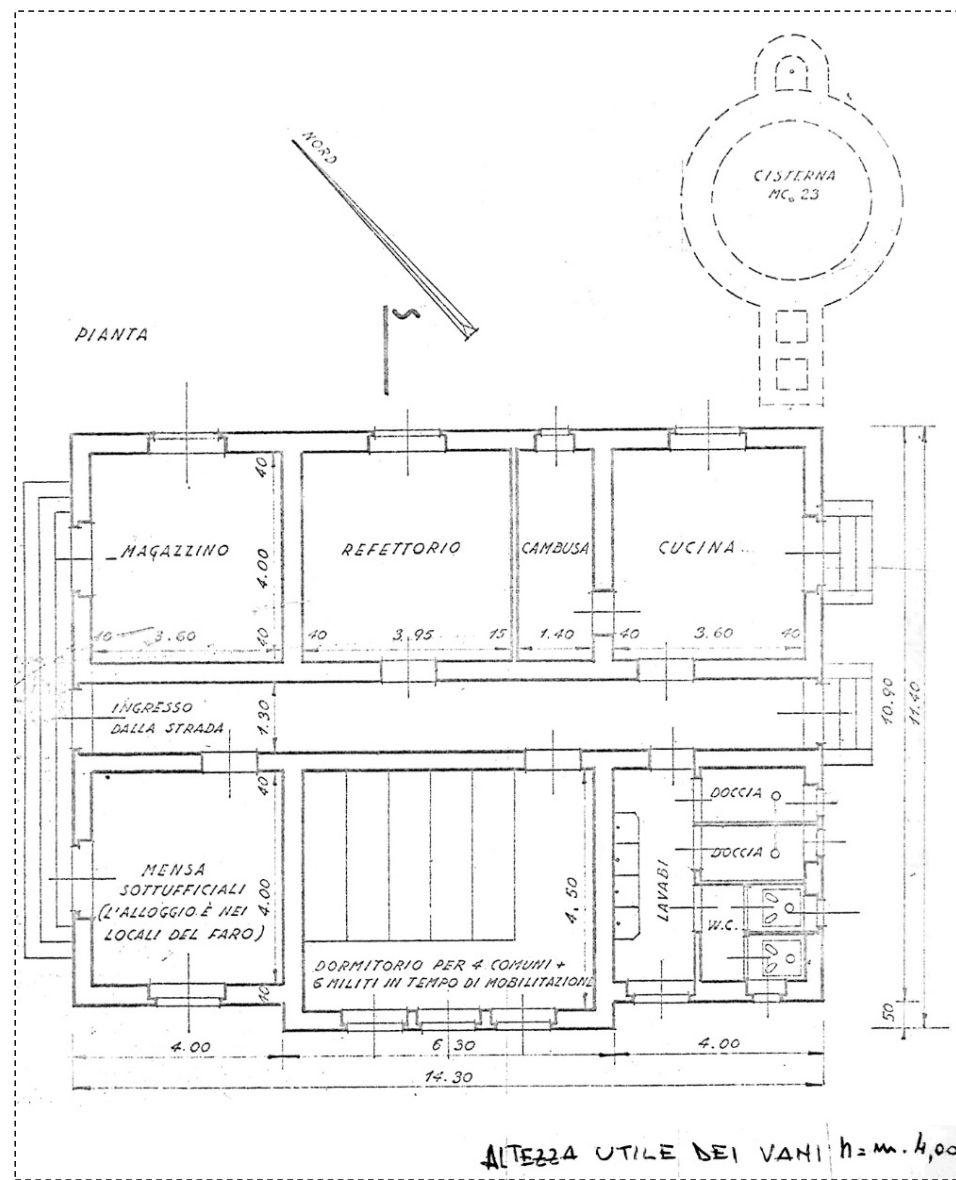 NORD
CISTERNA
MC. 23
PIANTA
40
MAGAZZINO
4.00
REFETTORIO
CAMBUSA
CUCINA
40 3.60 40
40 3.95 15
1.40
40 3.60 40
INGRESSO
DALLA STRADA
1.30
10.90
11.40
40
DOCCIA
DOCCIA
MENSA
SOTTUFFICIALI
(L'ALLOGGIO È NEI
LOCALI DEL FARO)
4.00
4.50
LAVABI
W.C.
DORMITORIO PER 4 COMUNI +
6 MILITI IN TEMPO DI MOBILITAZIONE
40
50
4.00
6.30
4.00
14.30
ALTEZZA UTILE DEI VANI h = m. 4,00